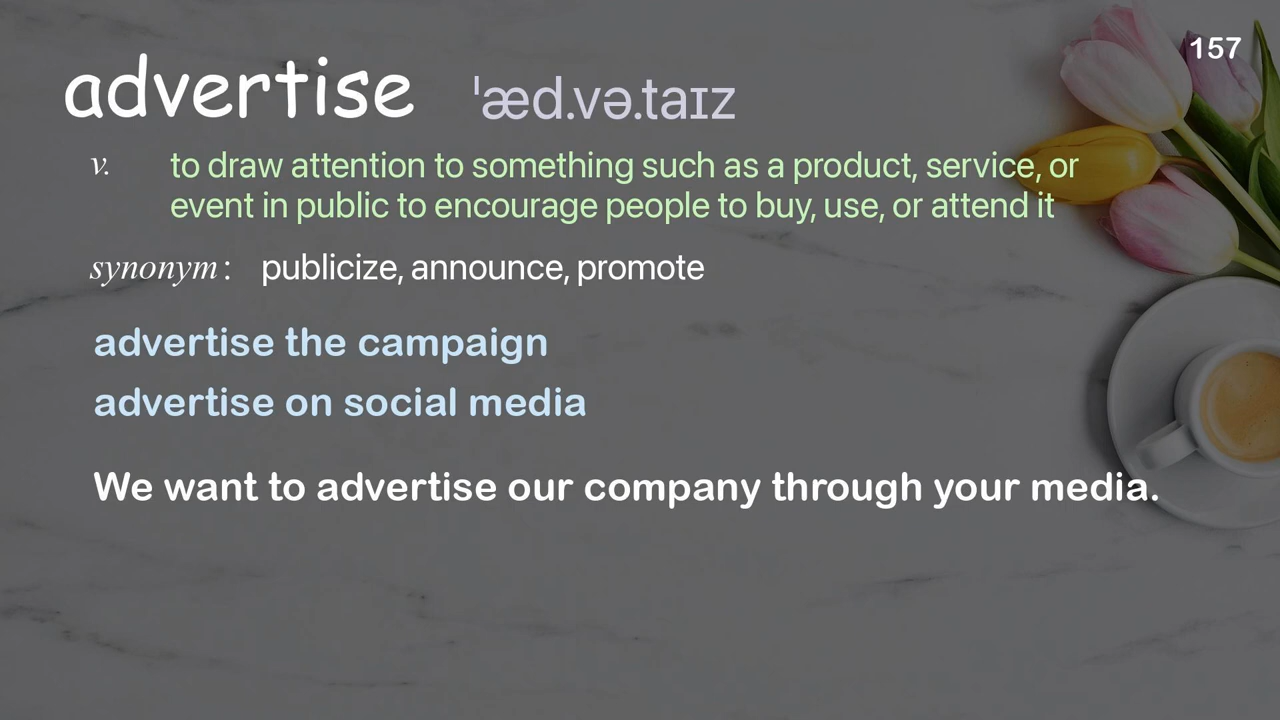 157
advertise ˈæd.və.taɪz
v. to draw attention to something such as a product, service, or
event in public to encourage people to buy, use, or attend it
synonym: publicize, announce, promote
advertise the campaign
advertise on social media
We want to advertise our company through your media.